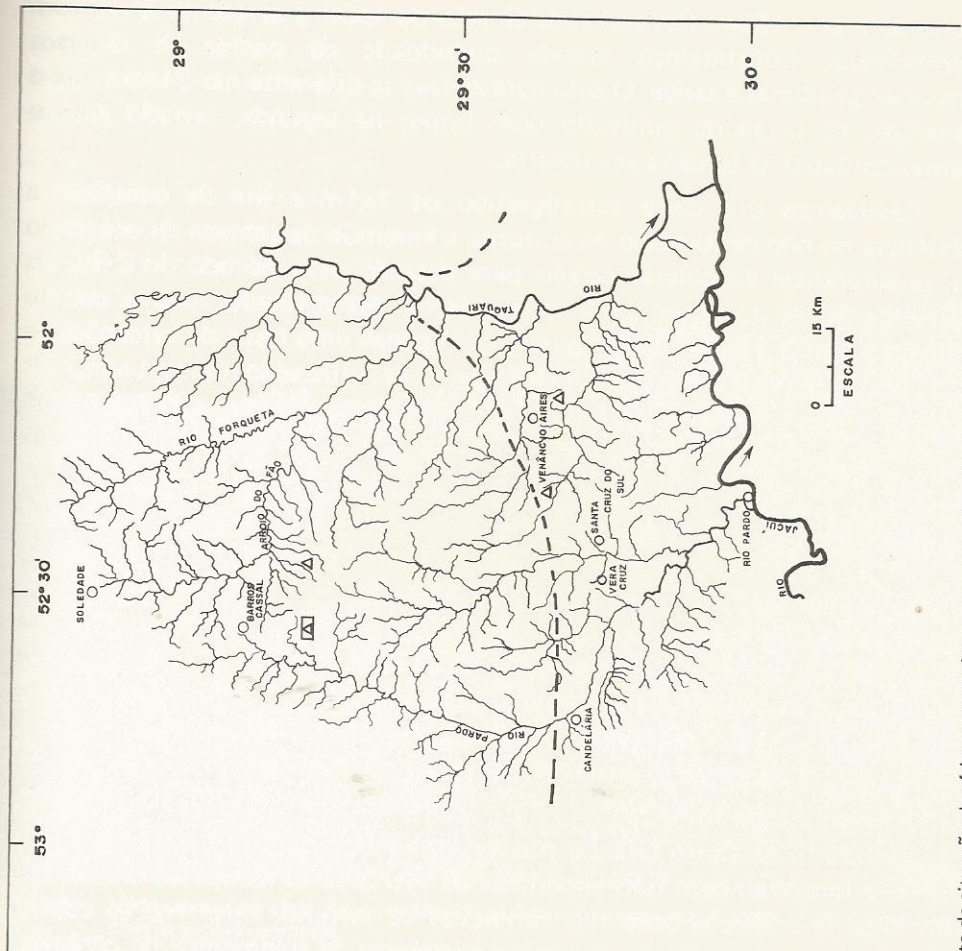 53°
52° 30'
52°
29°
29° 30'
30°
SOLEDADE
BARROS
CASSAL
ARROIO DO FÃO
RIO FORQUETA
RIO TAQUARI
RIO PARDO
CANDELÁRIA
VERA
CRUZ
SANTA
CRUZ DO
SUL
VENÂNCIO AIRES
RIO PARDO
RIO JACUÍ
0 15 Km
ESCALA